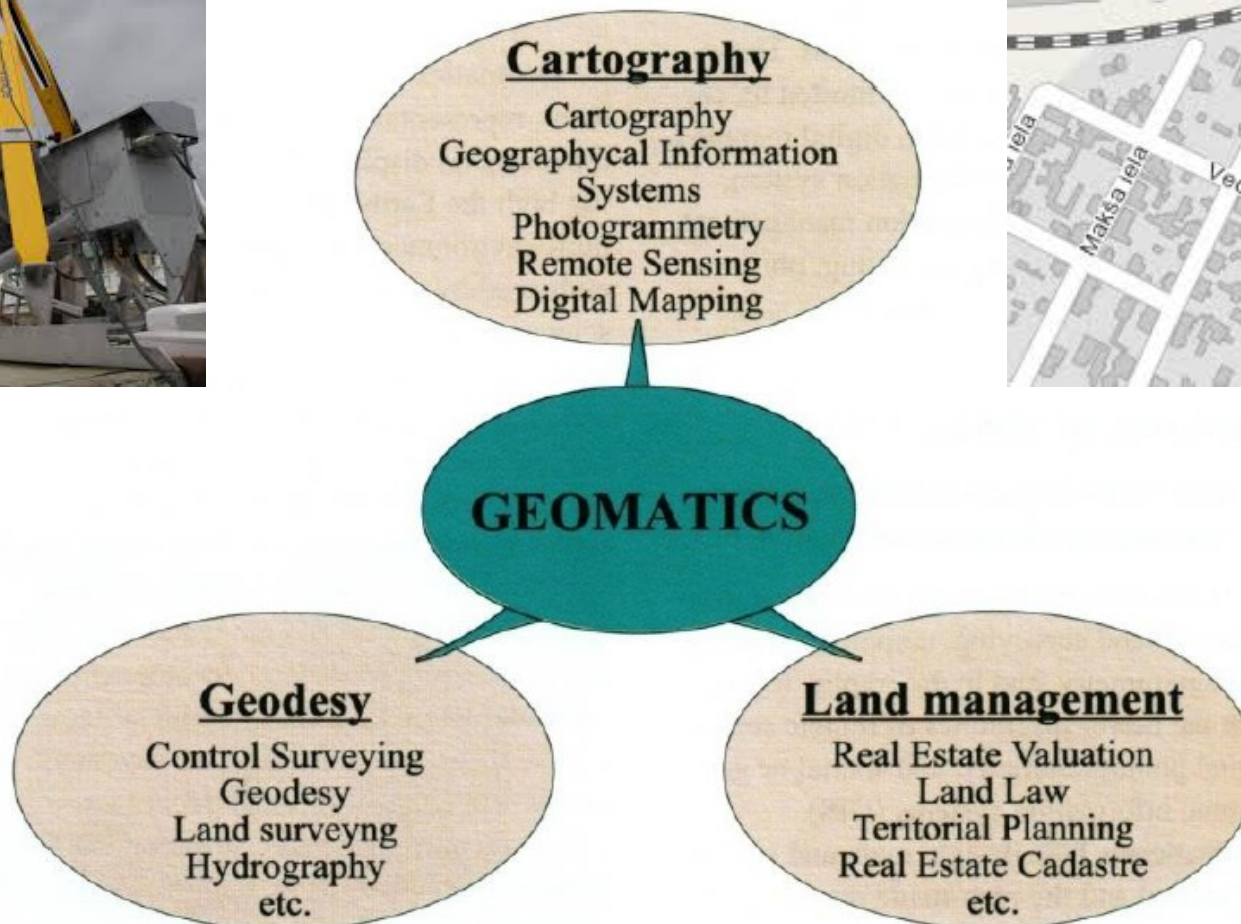 Cartography
Cartography
Geographycal Information
Systems
Photogrammetry
Remote Sensing
Digital Mapping
Makša iela
iela
GEOMATICS
Geodesy
Control Surveying
Geodesy
Land surveyng
Hydrography
etc.
Land management
Real Estate Valuation
Land Law
Teritorial Planning
Real Estate Cadastre
etc.